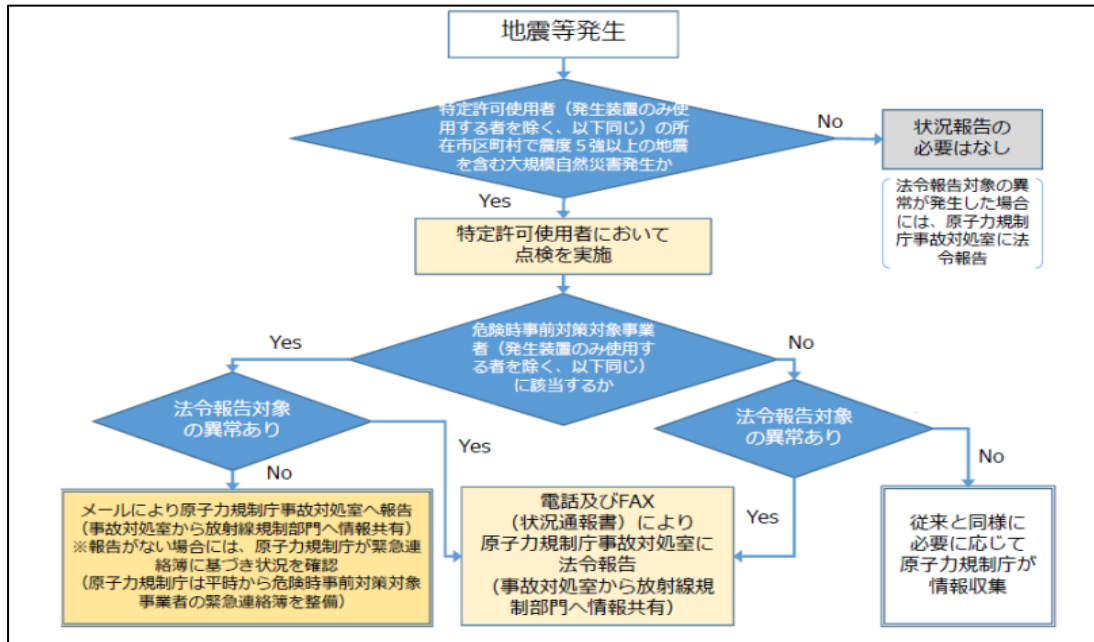 地震等発生
特定許可使用者（発生装置のみ使
用する者を除く、以下同じ）の所
在市区町村で震度５強以上の地震
を含む大規模自然災害発生か
No
状況報告の
必要はなし
法令報告対象の異
常が発生した場合
には、原子力規制
庁事故対処室に法
令報告
Yes
特定許可使用者において
点検を実施
危険時事前対策対象事業
者（発生装置のみ使用す
る者を除く、以下同じ）
に該当するか
Yes
No
法令報告対象
の異常あり
法令報告対象
の異常あり
Yes
No
No
Yes
メールにより原子力規制庁事故対処室へ報告
（事故対処室から放射線規制部門へ情報共有）
※報告がない場合には、原子力規制庁が緊急連
絡簿に基づき状況を確認
（原子力規制庁は平時から危険時事前対策対象
事業者の緊急連絡簿を整備）
電話及びFAX
（状況通報書）により
原子力規制庁事故対処室に
法令報告
（事故対処室から放射線規
制部門へ情報共有）
従来と同様に
必要に応じて
原子力規制庁が
情報収集